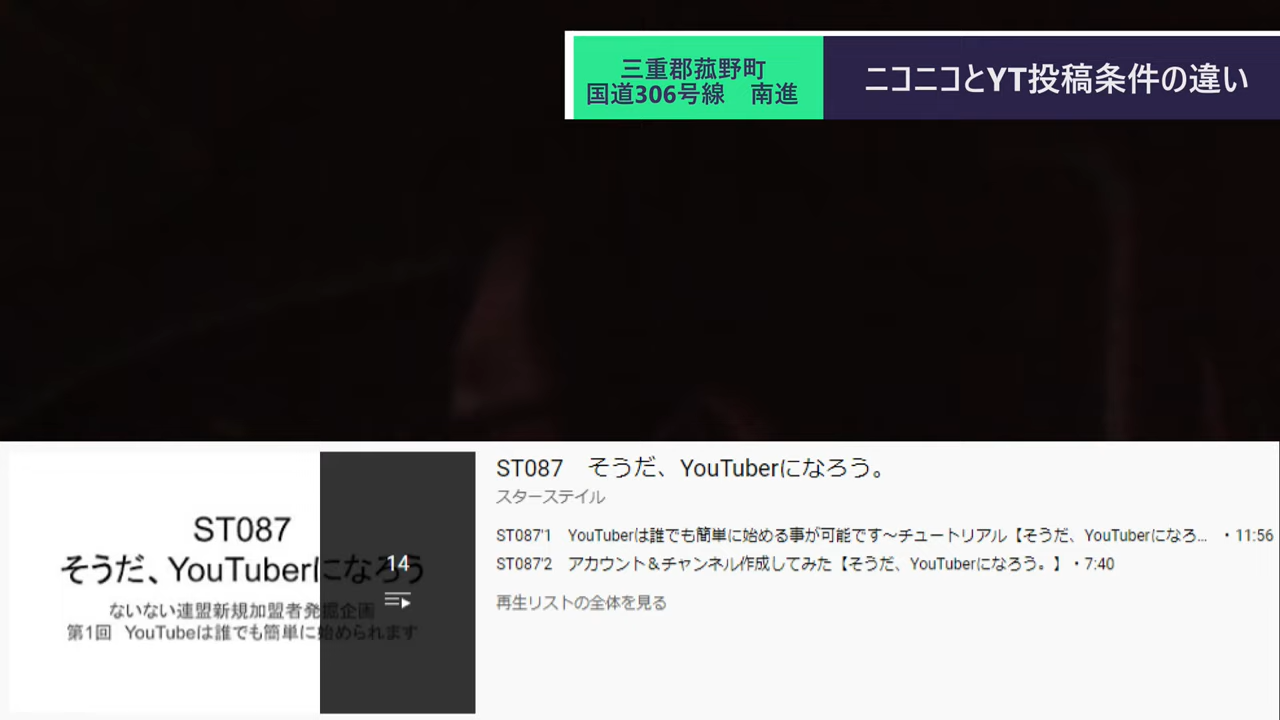 三重郡菰野町
国道306号線　南進
ニコニコとYT投稿条件の違い
ST087
そうだ、YouTuberになろう
ないない連盟新規加盟者発掘企画
第1回 YouTubeは誰でも簡単に始められます
14
ST087　そうだ、YouTuberになろう。
スターステイル
ST087'1　YouTuberは誰でも簡単に始める事が可能です～チュートリアル【そうだ、YouTuberになろ... ・11:56
ST087'2　アカウント＆チャンネル作成してみた【そうだ、YouTuberになろう。】・7:40
再生リストの全体を見る